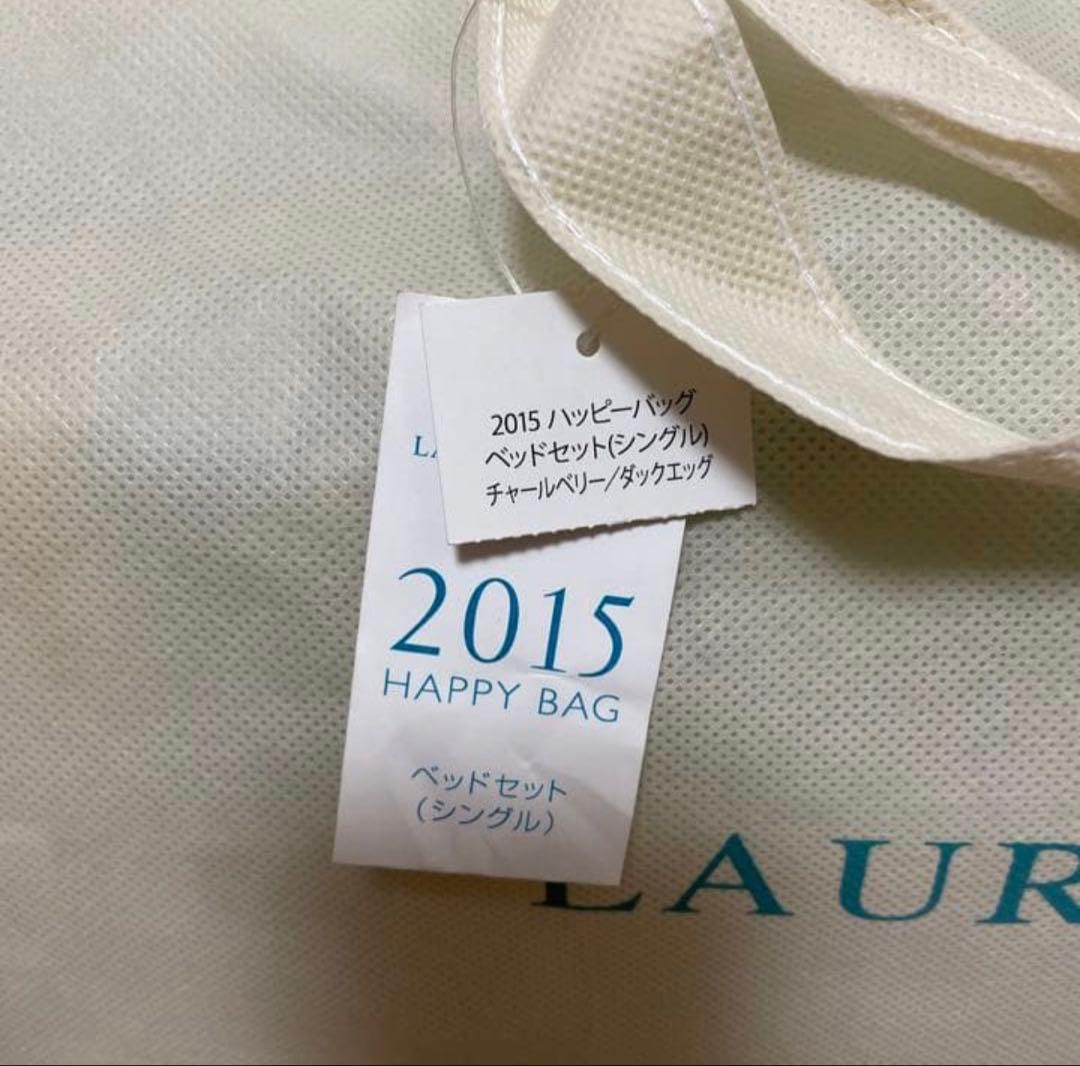 2015 ハッピーバッグ
ベッドセット(シングル)
チャールベリー/ダックエッグ
2015
HAPPY BAG
ベッドセット
(シングル)